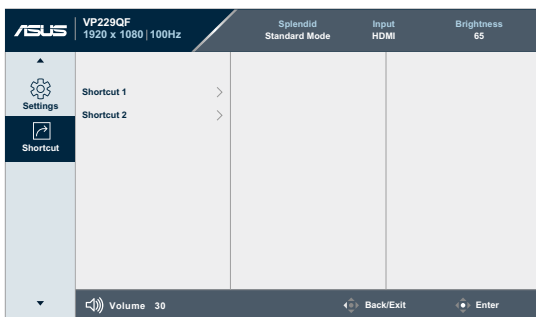 ASUS
VP229QF
1920 x 1080 | 100Hz
Splendid
Standard Mode
Input
HDMI
Brightness
65
Settings
Shortcut
Shortcut 1
Shortcut 2
Volume 30
Back/Exit
Enter